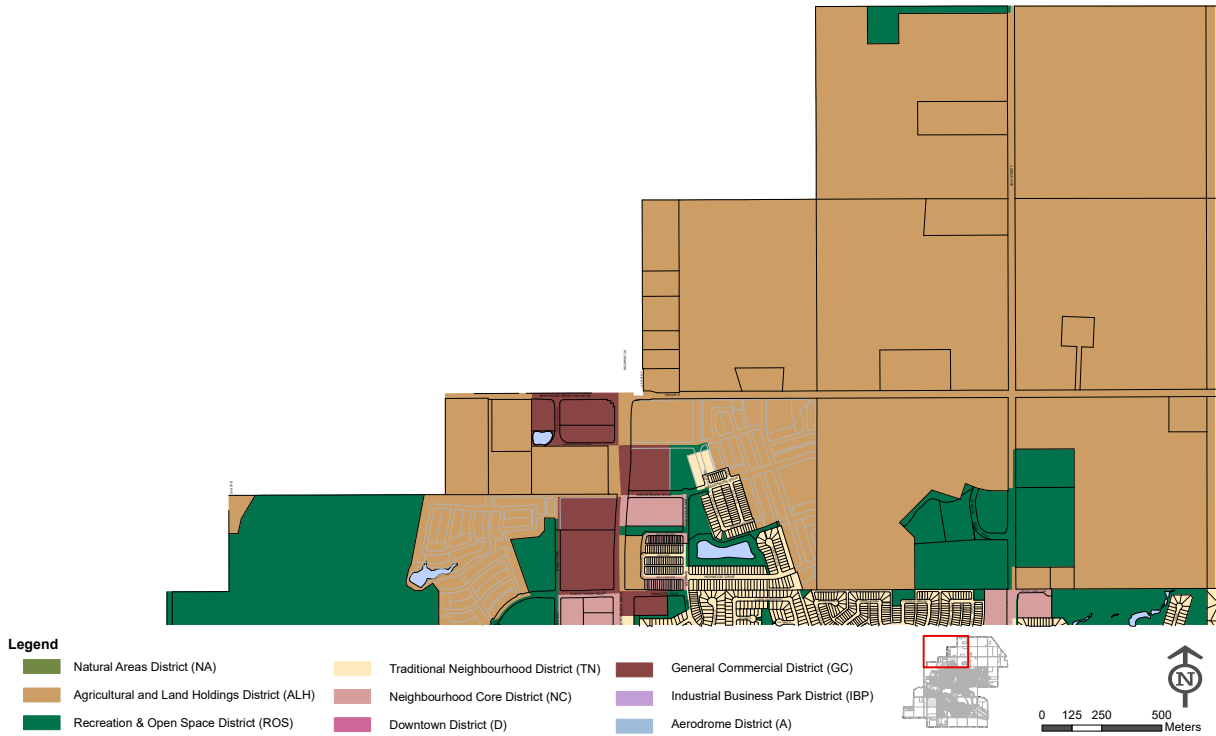 Legend
Natural Areas District (NA)
Agricultural and Land Holdings District (ALH)
Recreation & Open Space District (ROS)
Traditional Neighbourhood District (TN)
Neighbourhood Core District (NC)
Downtown District (D)
General Commercial District (GC)
Industrial Business Park District (IBP)
Aerodrome District (A)
N
0 125 250 500
Meters